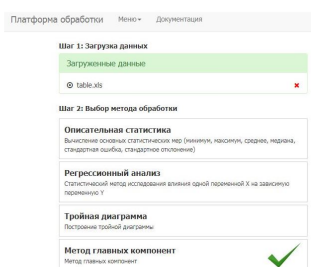 Платформа обработки Меню Документация
Шаг 1: Загрузка данных
Загруженные данные
table.xls
Шаг 2: Выбор метода обработки
Описательная статистика
Вычисление основных статистических мер (минимум, максимум, среднее, медиана,
стандартная ошибка, стандартное отклонение)
Регрессионный анализ
Статистический метод исследования влияния одной переменной X на зависимую
переменную Y
Тройная диаграмма
Построение тройной диаграммы
Метод главных компонент
Метод главных компонент